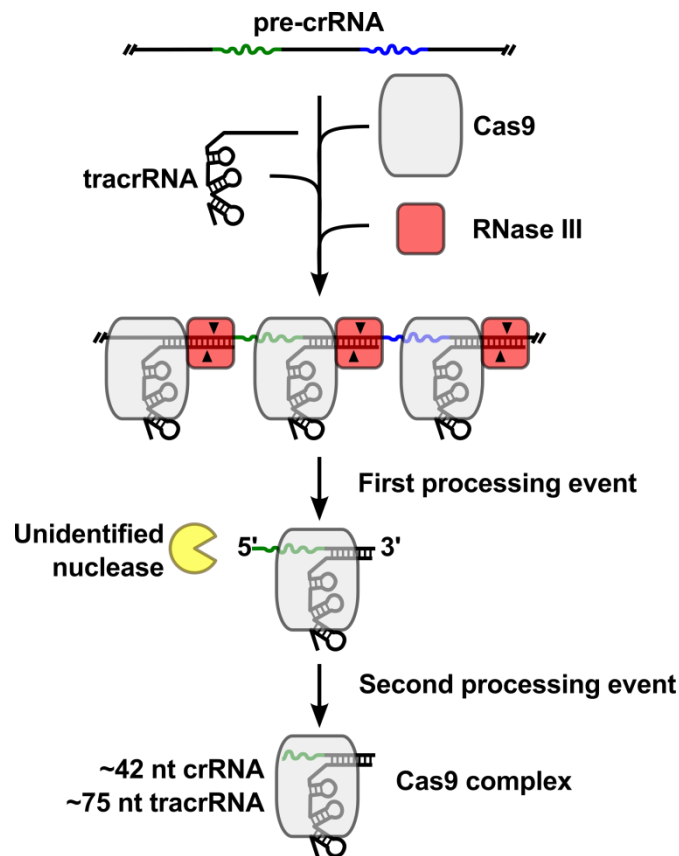 pre-crRNA
Cas9
tracrRNA
RNase III
First processing event
Unidentified
nuclease
5'
3'
Second processing event
~42 nt crRNA
~75 nt tracrRNA
Cas9 complex